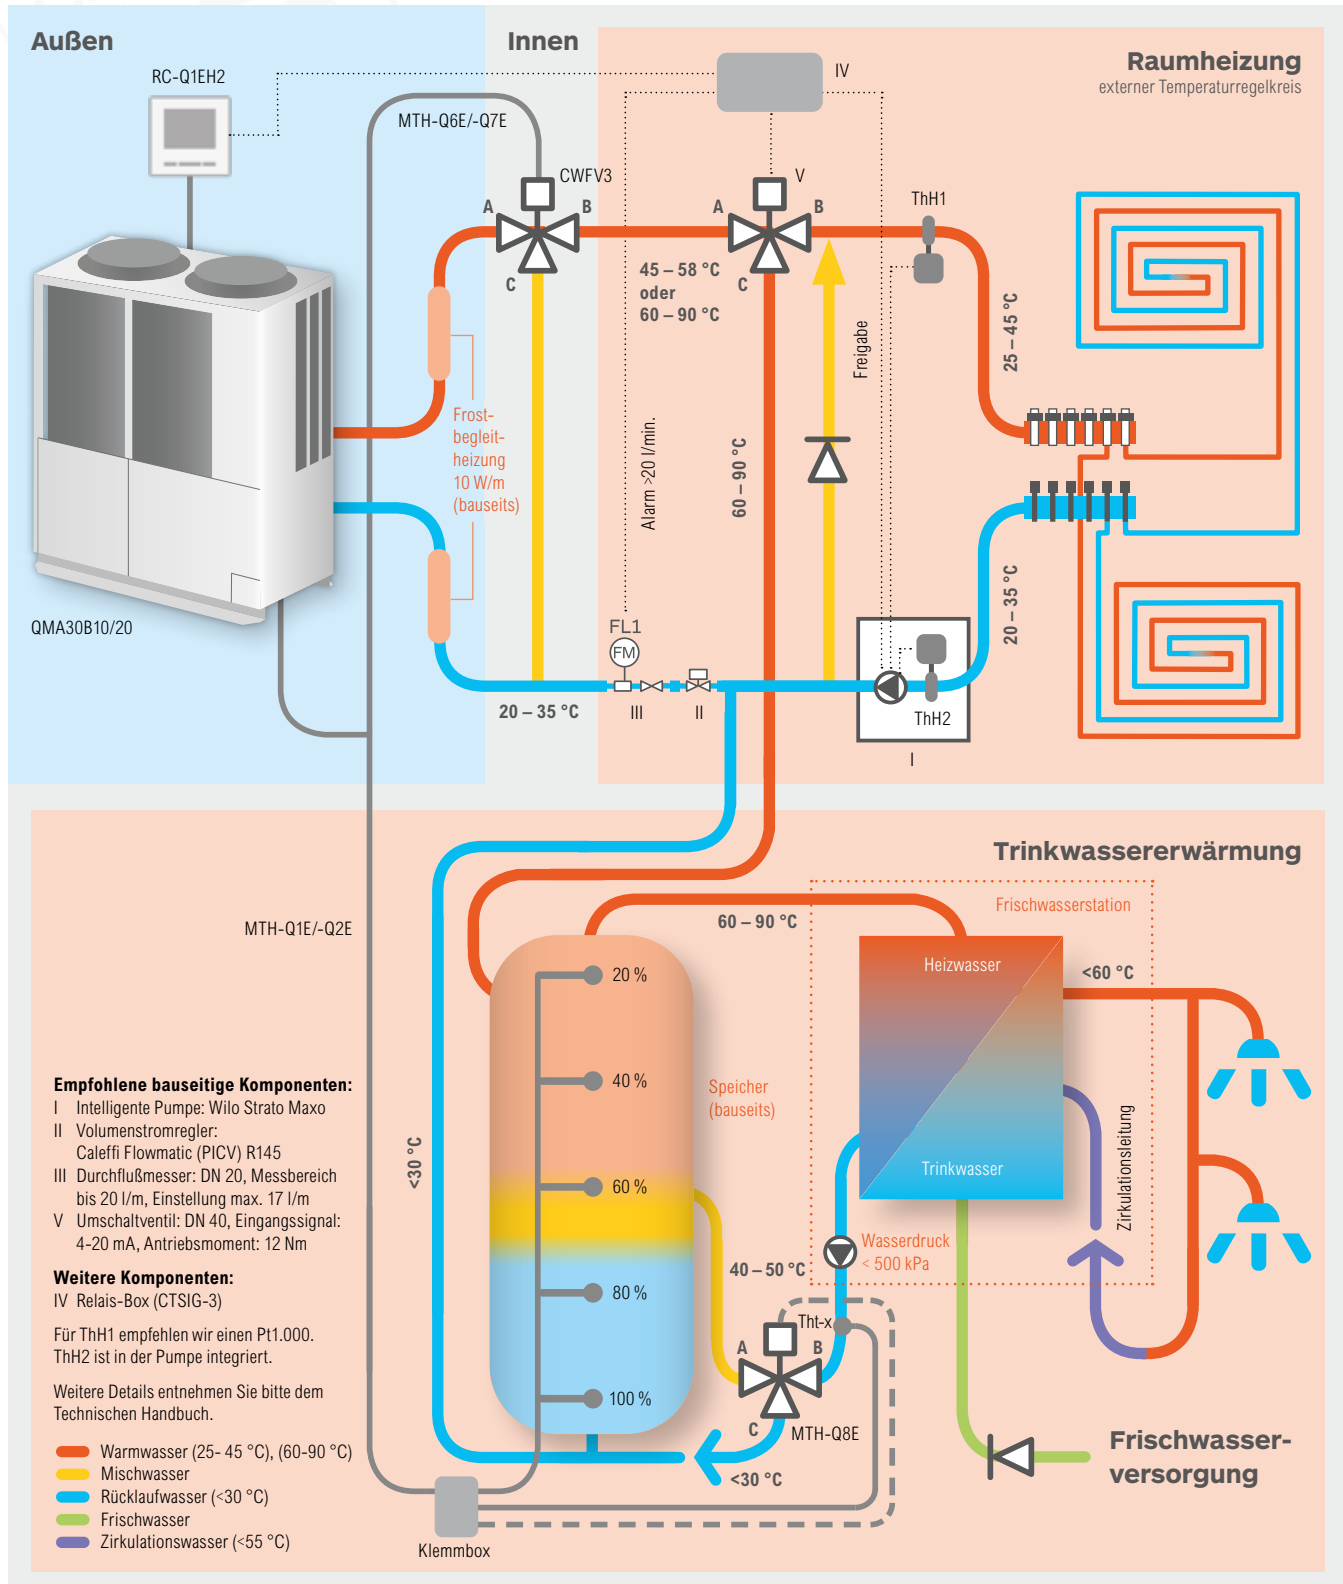 Außen
Innen
Raumheizung
externer Temperaturregelkreis
RC-Q1EH2
IV
MTH-Q6E/-Q7E
CWFV3
V
ThH1
A
B
C
A
B
C
45 – 58 °C
oder
60 – 90 °C
25 – 45 °C
Freigabe
Frost-
begleit-
heizung
10 W/m
(bauseits)
Alarm >20 l/min.
60 – 90 °C
20 – 35 °C
QMA30B10/20
FL1
FM
20 – 35 °C
III
II
ThH2
I
Trinkwassererwärmung
Frischwasserstation
60 – 90 °C
MTH-Q1E/-Q2E
Heizwasser
<60 °C
20 %
40 %
60 %
80 %
100 %
Speicher
(bauseits)
<30 °C
Trinkwasser
Zirkulationsleitung
Wasserdruck
< 500 kPa
40 – 50 °C
Tht-x
A
B
C
MTH-Q8E
<30 °C
Frischwasser-
versorgung
Klemmbox
Empfohlene bauseitige Komponenten:
I Intelligente Pumpe: Wilo Strato Maxo
II Volumenstromregler:
Caleffi Flowmatic (PICV) R145
III Durchflußmesser: DN 20, Messbereich
bis 20 l/m, Einstellung max. 17 l/m
V Umschaltventil: DN 40, Eingangssignal:
4-20 mA, Antriebsmoment: 12 Nm
Weitere Komponenten:
IV Relais-Box (CTSIG-3)
Für ThH1 empfehlen wir einen Pt1.000.
ThH2 ist in der Pumpe integriert.
Weitere Details entnehmen Sie bitte dem
Technischen Handbuch.
Warmwasser (25- 45 °C), (60-90 °C)
Mischwasser
Rücklaufwasser (<30 °C)
Frischwasser
Zirkulationswasser (<55 °C)